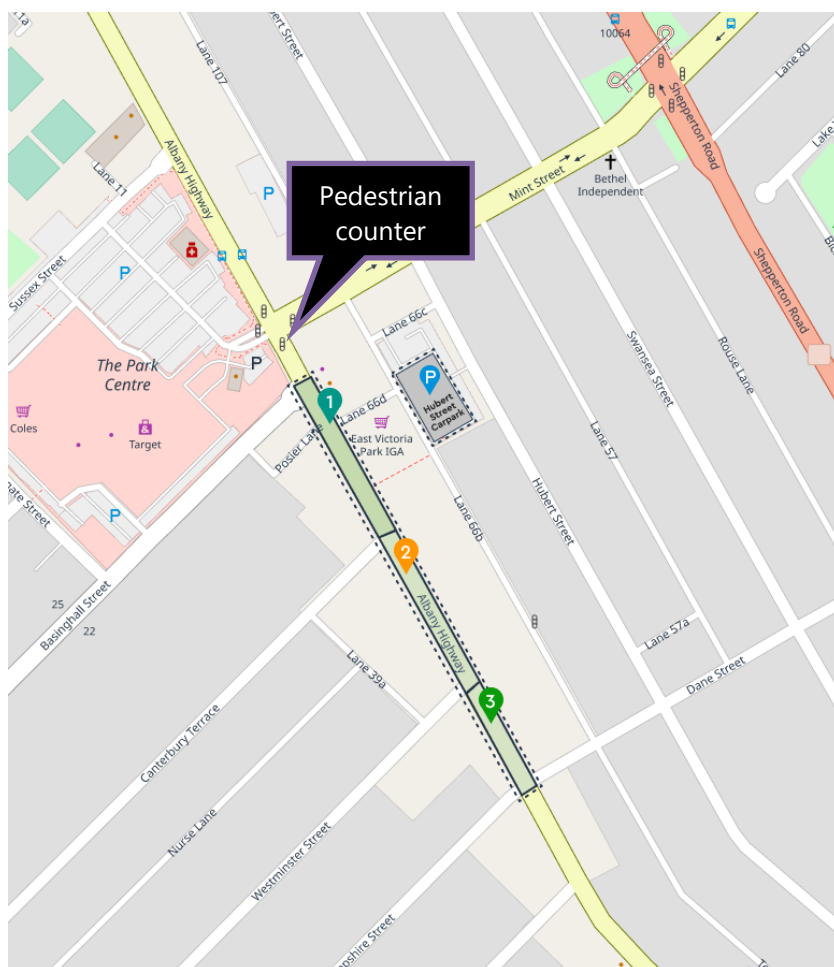 10064
Lane 80
Lane 107
Shepperton Road
Albany Highway
Lane 11
Pedestrian
counter
P
Mint Street
Bethel
Independent
Sussex Street
P
Shepperton Road
Lane 66c
Swansea Street
Rouse Lane
The Park
Centre
P
P
Hubert
Street
Carpark
1
Lane 66d
Coles
Target
East Victoria
Park IGA
Posier Lane
Lane 57
P
Lane 66b
Hubert Street
2
25
22
Basinghall Street
Albany Highway
Lane 57a
Lane 39a
Dane Street
3
Canterbury Terrace
Nurse Lane
Westminster Street